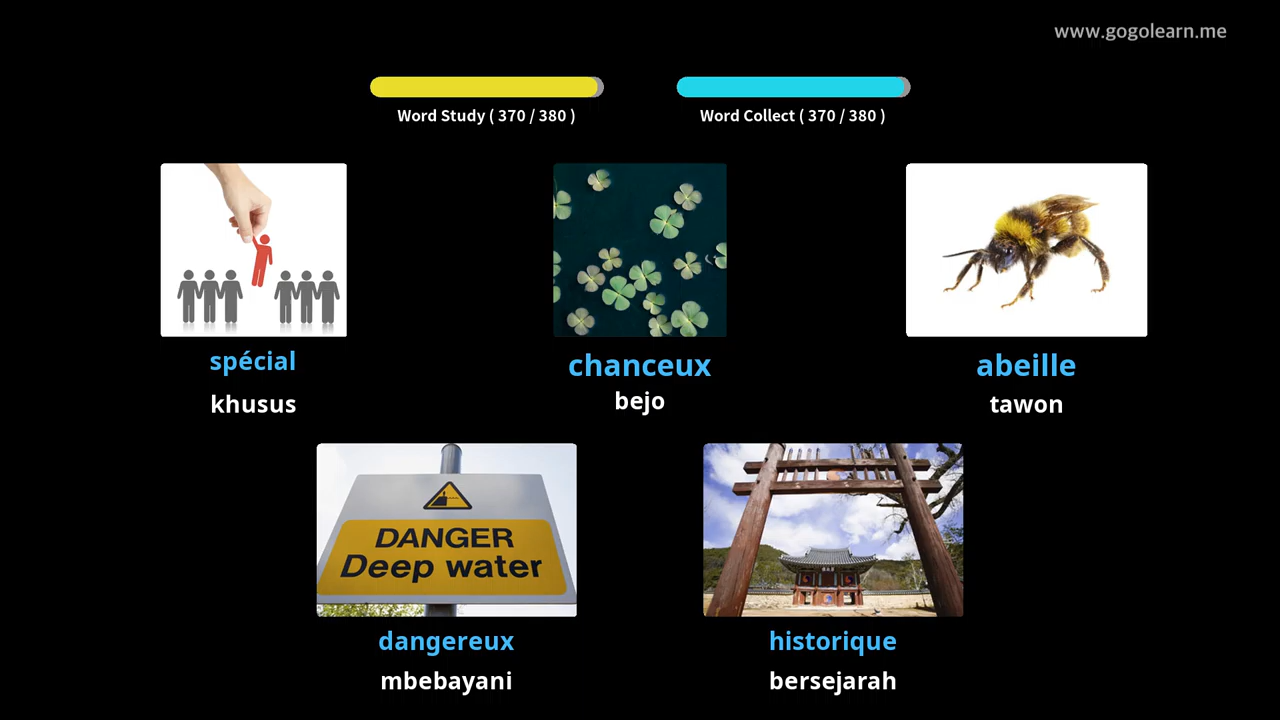 www.gogolearn.me
Word Study ( 370 / 380 )
Word Collect ( 370 / 380 )
spécial
khusus
chanceux
bejo
abeille
tawon
DANGER
Deep water
dangereux
mbebayani
historique
bersejarah